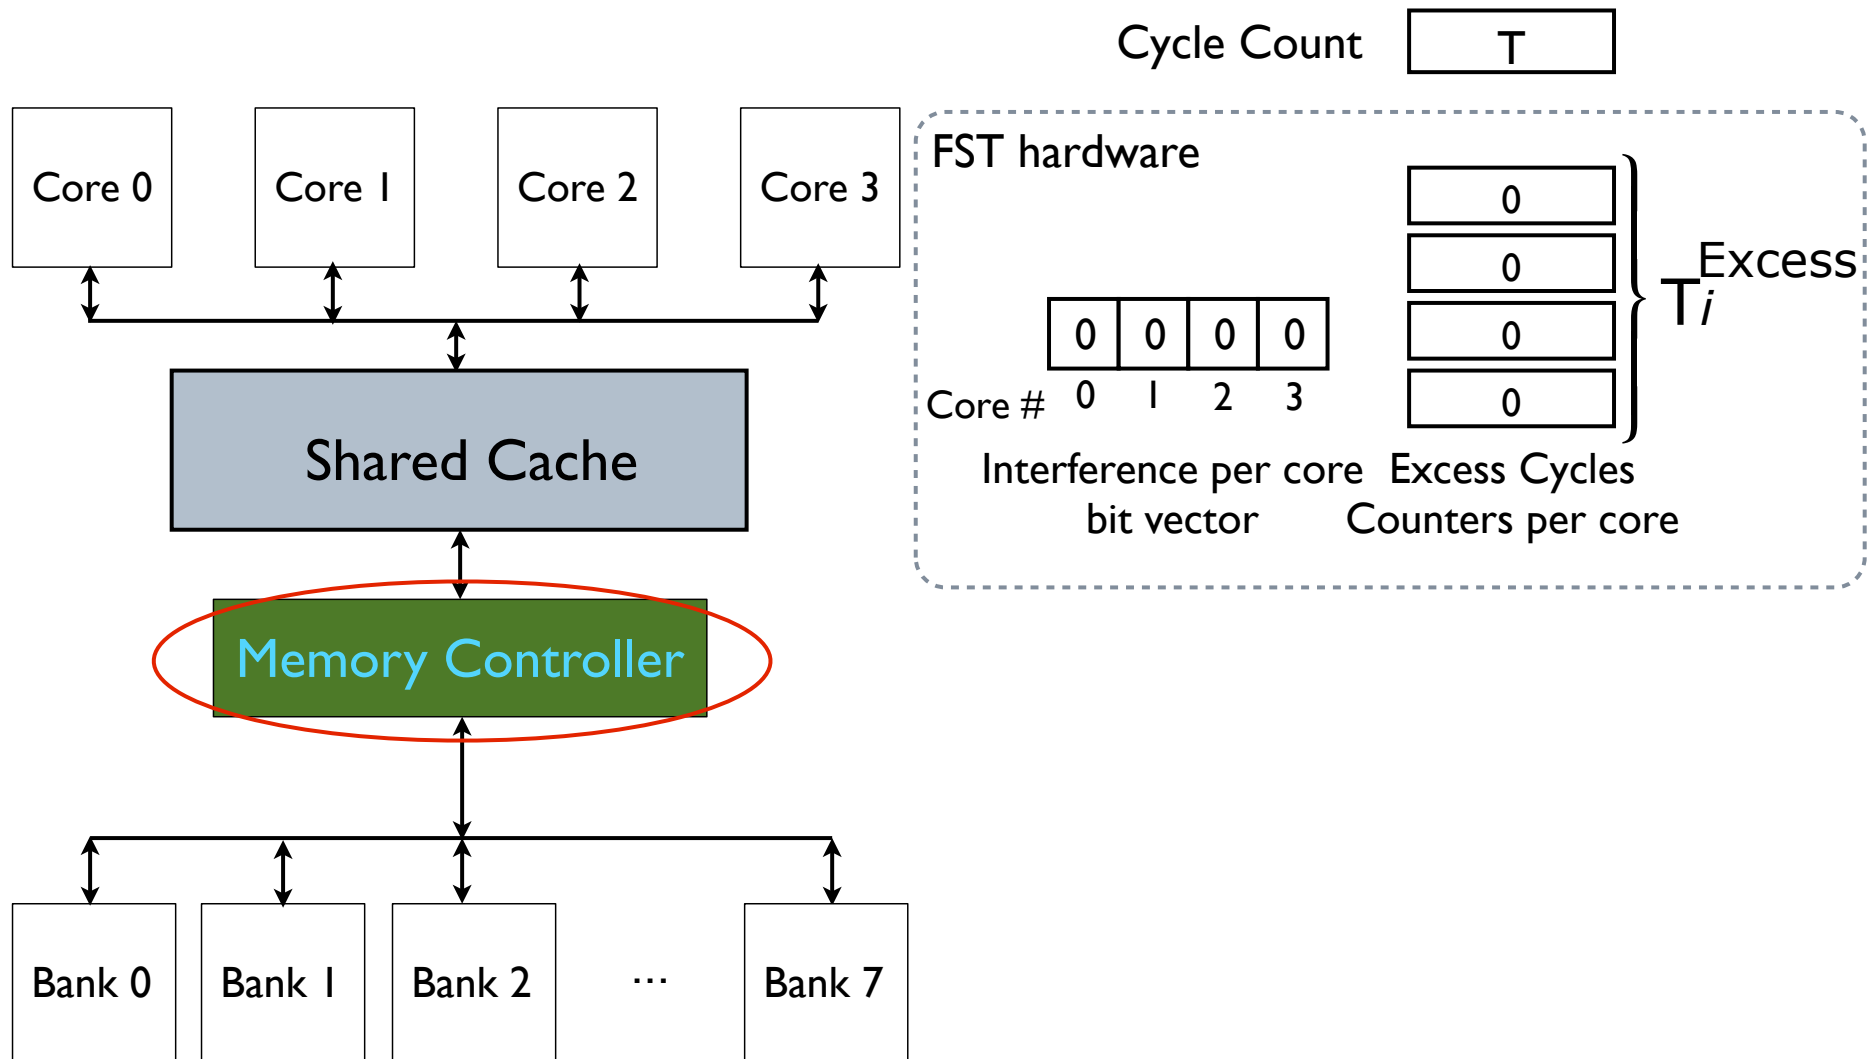 Cycle Count T
Core 0 Core 1 Core 2 Core 3
FST hardware
0
0
0
0
T i Excess
0 0 0 0
Core # 0 1 2 3
Interference per core
bit vector
Excess Cycles
Counters per core
Shared Cache
Memory Controller
Bank 0 Bank 1 Bank 2 ... Bank 7